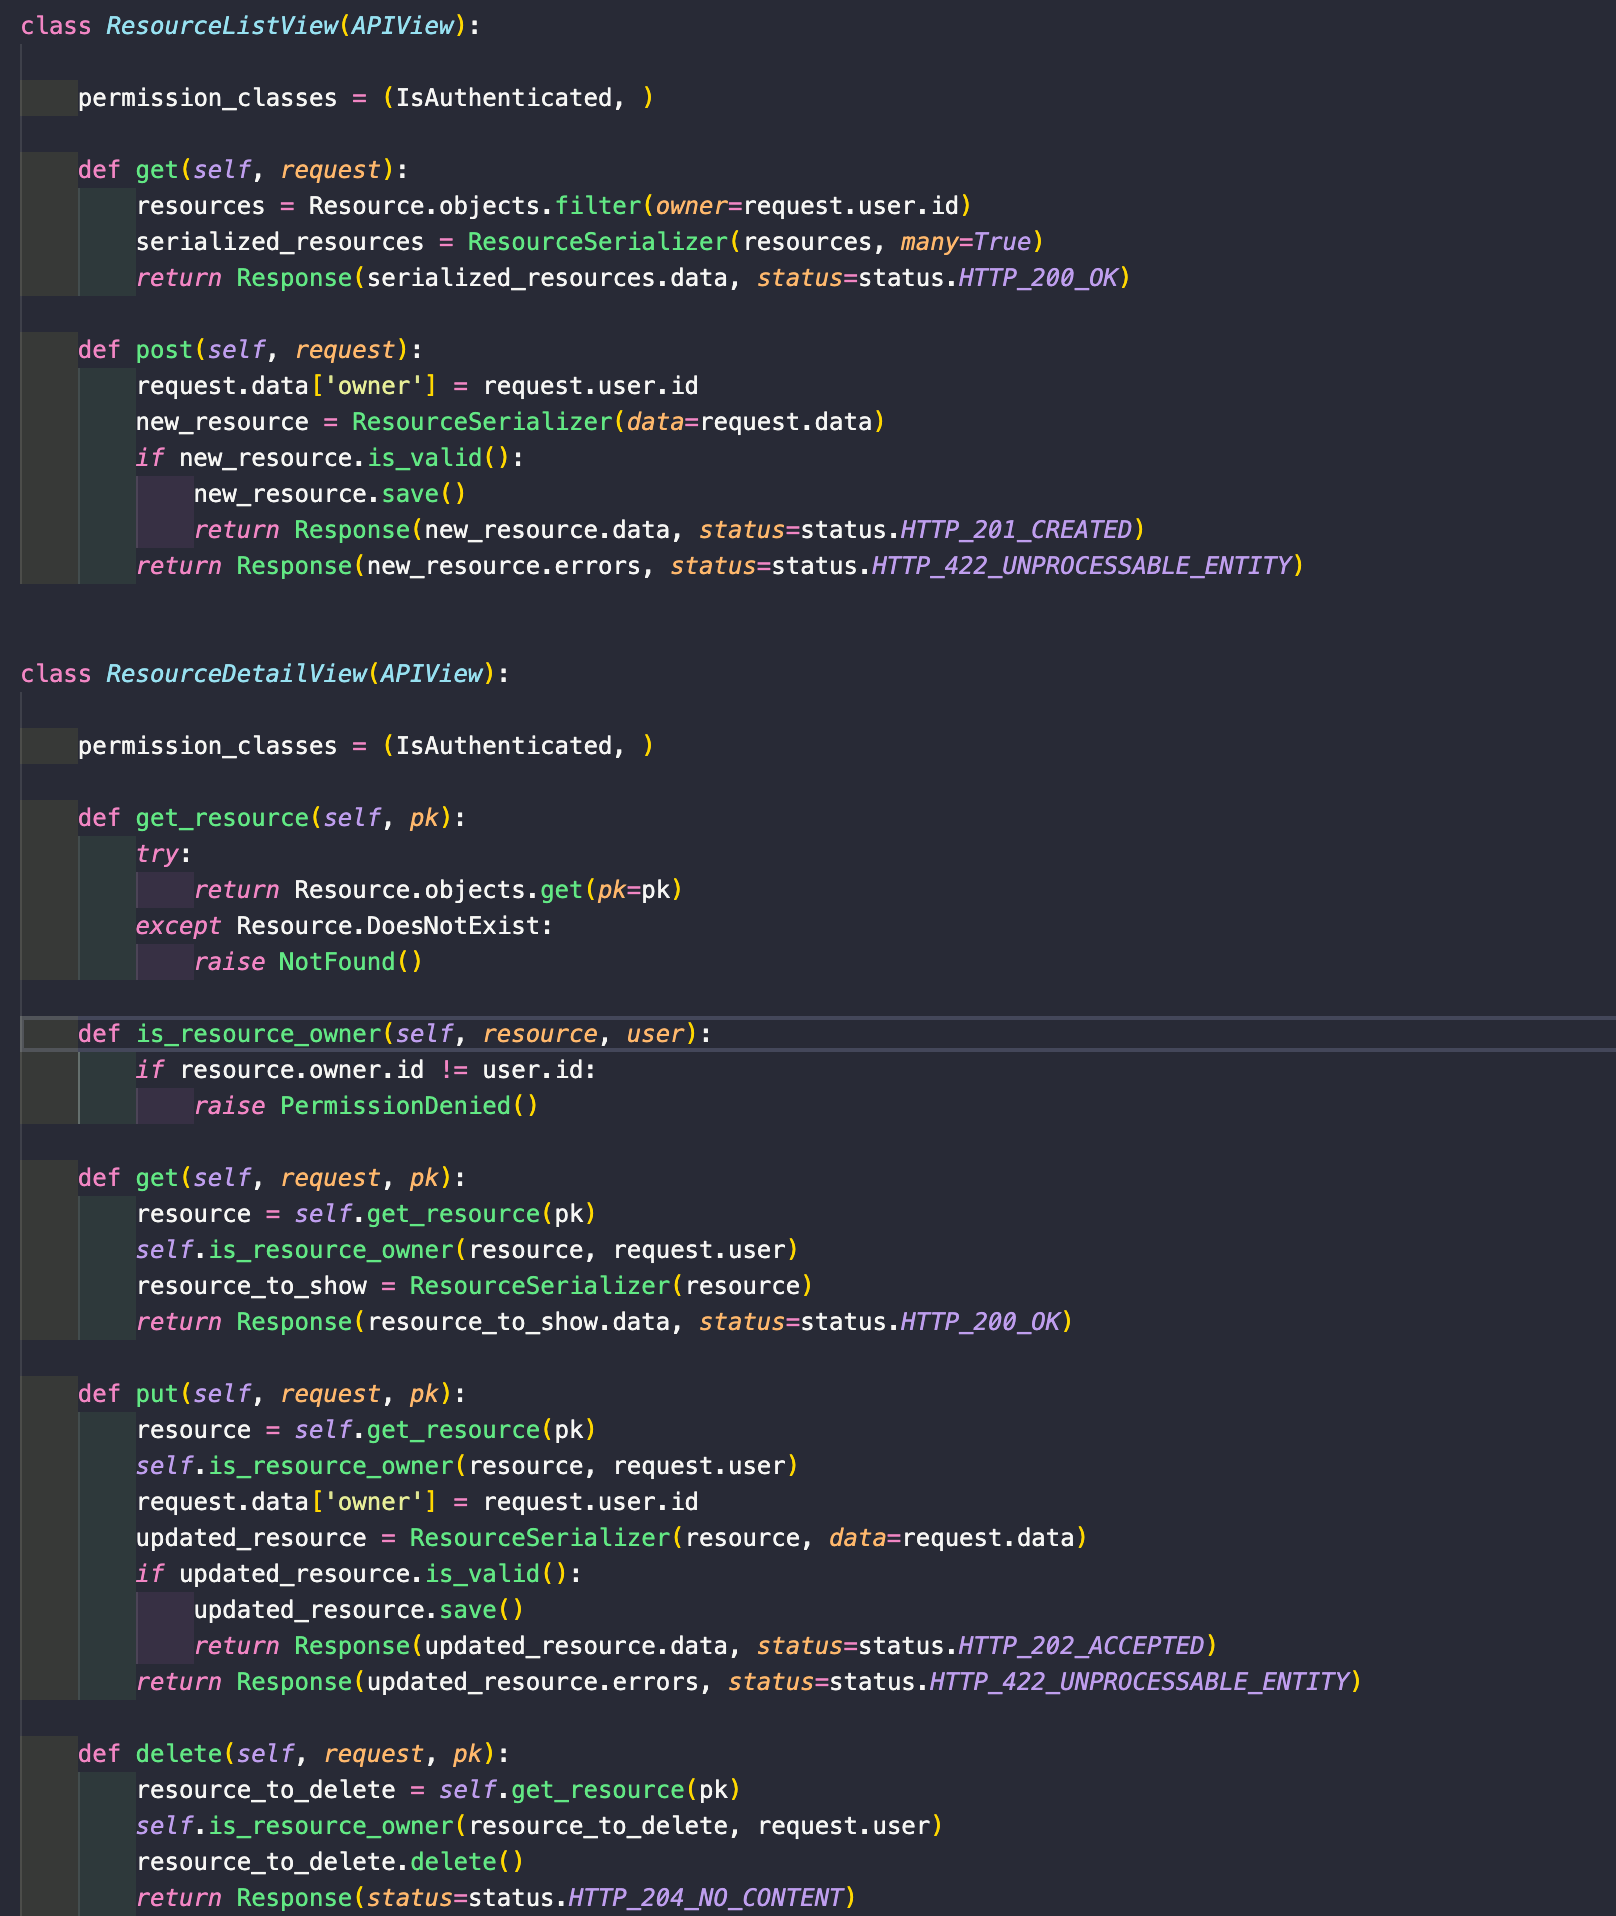 class ResourceListView(APIView):
permission_classes = (IsAuthenticated, )
def get(self, request):
resources = Resource.objects.filter(owner=request.user.id)
serialized_resources = ResourceSerializer(resources, many=True)
return Response(serialized_resources.data, status=status.HTTP_200_OK)
def post(self, request):
request.data['owner'] = request.user.id
new_resource = ResourceSerializer(data=request.data)
if new_resource.is_valid():
new_resource.save()
return Response(new_resource.data, status=status.HTTP_201_CREATED)
return Response(new_resource.errors, status=status.HTTP_422_UNPROCESSABLE_ENTITY)
class ResourceDetailView(APIView):
permission_classes = (IsAuthenticated, )
def get_resource(self, pk):
try:
return Resource.objects.get(pk=pk)
except Resource.DoesNotExist:
raise NotFound()
def is_resource_owner(self, resource, user):
if resource.owner.id != user.id:
raise PermissionDenied()
def get(self, request, pk):
resource = self.get_resource(pk)
self.is_resource_owner(resource, request.user)
resource_to_show = ResourceSerializer(resource)
return Response(resource_to_show.data, status=status.HTTP_200_OK)
def put(self, request, pk):
resource = self.get_resource(pk)
self.is_resource_owner(resource, request.user)
request.data['owner'] = request.user.id
updated_resource = ResourceSerializer(resource, data=request.data)
if updated_resource.is_valid():
updated_resource.save()
return Response(updated_resource.data, status=status.HTTP_202_ACCEPTED)
return Response(updated_resource.errors, status=status.HTTP_422_UNPROCESSABLE_ENTITY)
def delete(self, request, pk):
resource_to_delete = self.get_resource(pk)
self.is_resource_owner(resource_to_delete, request.user)
resource_to_delete.delete()
return Response(status=status.HTTP_204_NO_CONTENT)